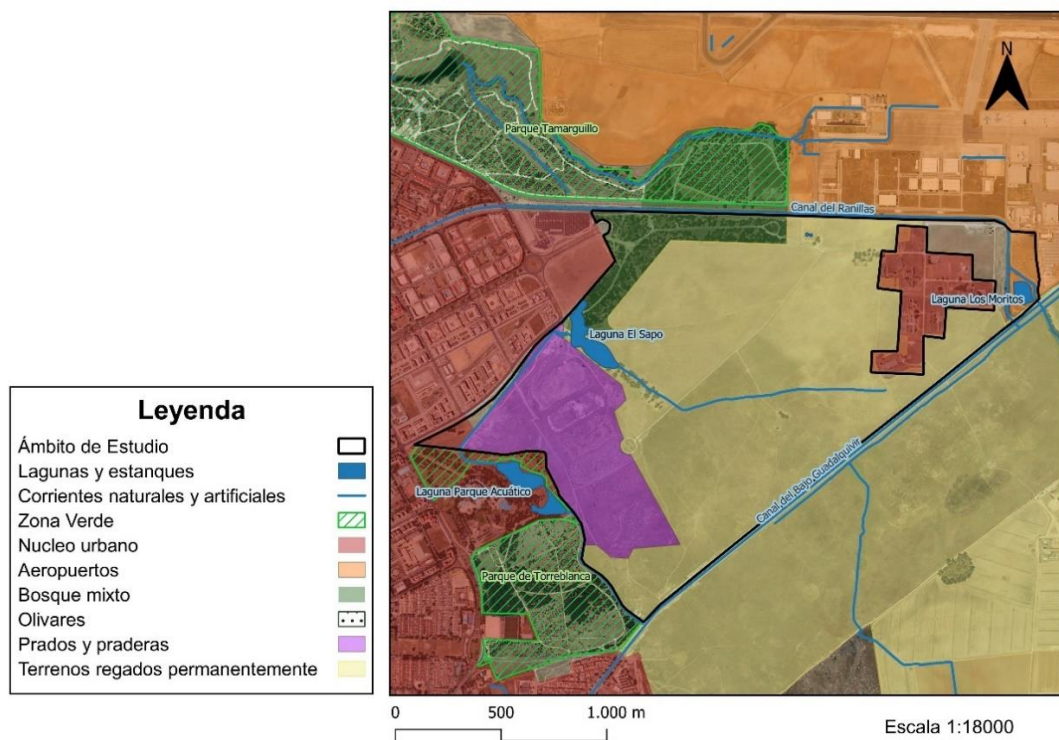 N
Parque Tamarguillo
Canal del Ranillas
Laguna Los Moritos
Laguna El Sapo
Laguna Parque Acuático
Canal del Bajo Guadalquivir
Parque de Torreblanca
Leyenda
Ámbito de Estudio
Lagunas y estanques
Corrientes naturales y artificiales
Zona Verde
Nucleo urbano
Aeropuertos
Bosque mixto
Olivares
Prados y praderas
Terrenos regados permanentemente
0 500 1.000 m
Escala 1:18000